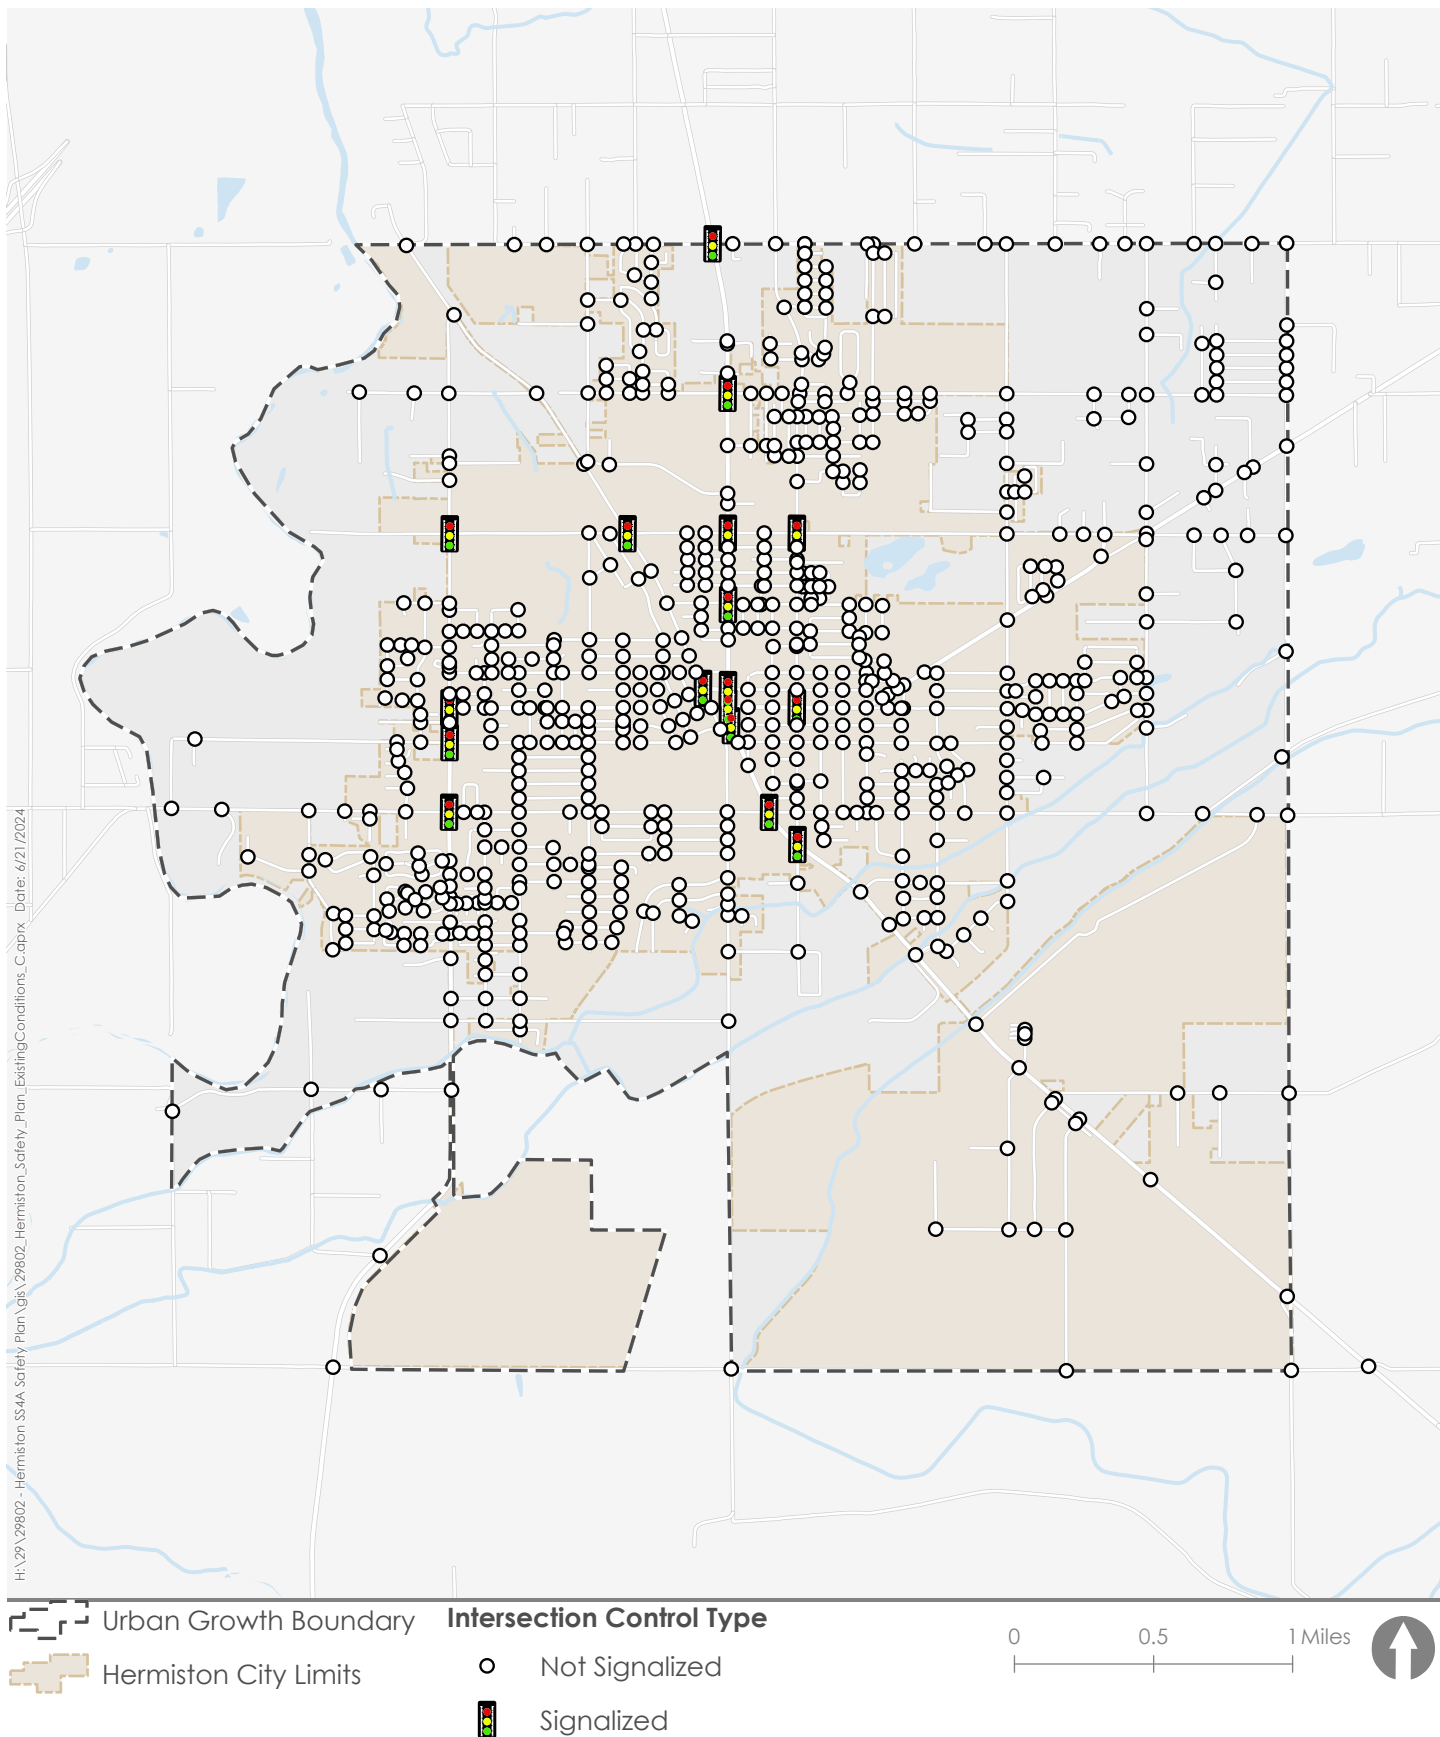 H:\29\29802 - Hermiston SS4A Safety Plan\gis\29802_Hermiston_Safety_Plan_ExistingConditions_C.aprx Date: 6/21/2024
Urban Growth Boundary
Hermiston City Limits
Intersection Control Type
Not Signalized
Signalized
0 0.5 1 Miles